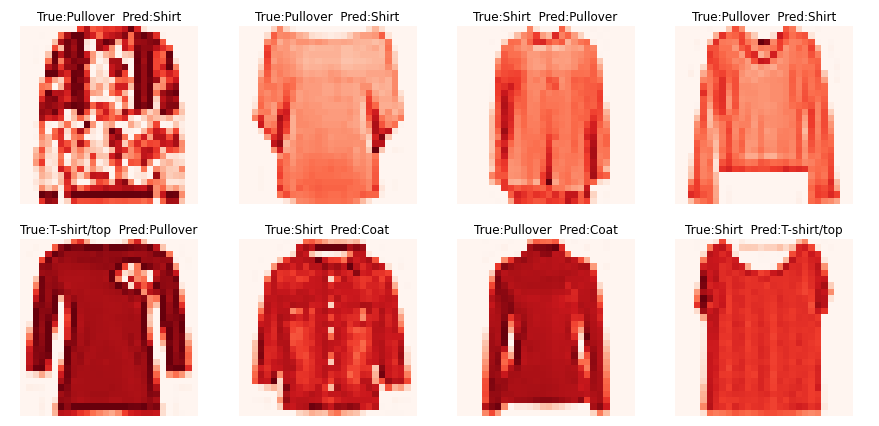 True:Pullover  Pred:Shirt
True:Pullover  Pred:Shirt
True:Shirt  Pred:Pullover
True:Pullover  Pred:Shirt
True:T-shirt/top  Pred:Pullover
True:Shirt  Pred:Coat
True:Pullover  Pred:Coat
True:Shirt  Pred:T-shirt/top